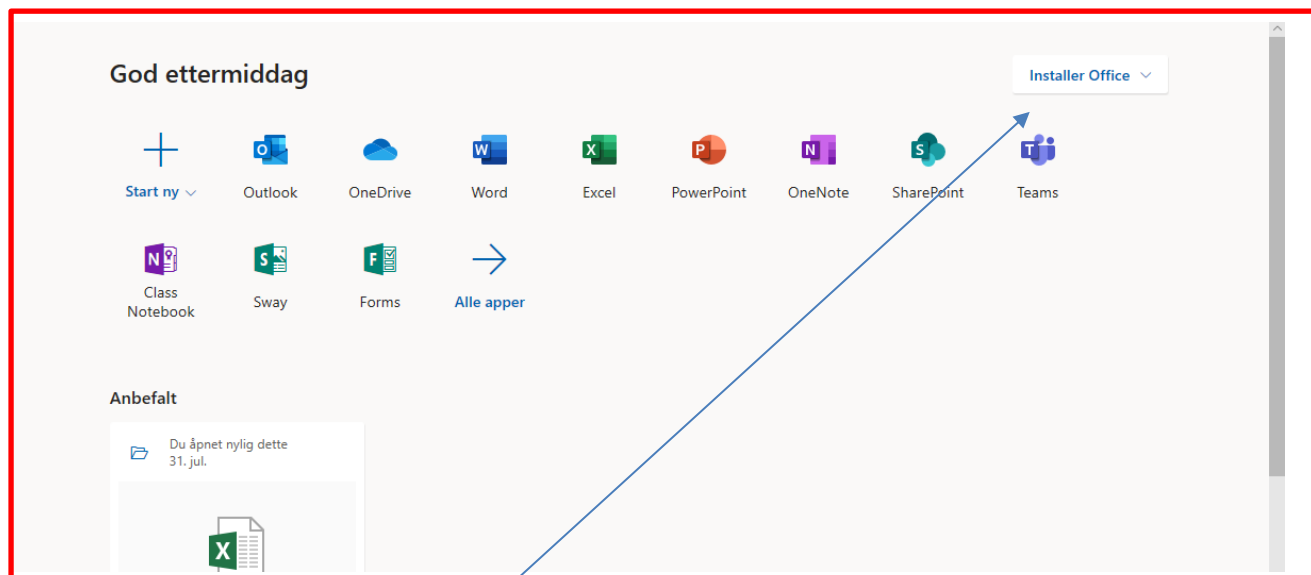 God ettermiddag
Installer Office
Start ny
Outlook
OneDrive
Word
Excel
PowerPoint
OneNote
SharePoint
Teams
Class
Notebook
Sway
Forms
Alle apper
Anbefalt
Du åpnet nylig dette
31. jul.